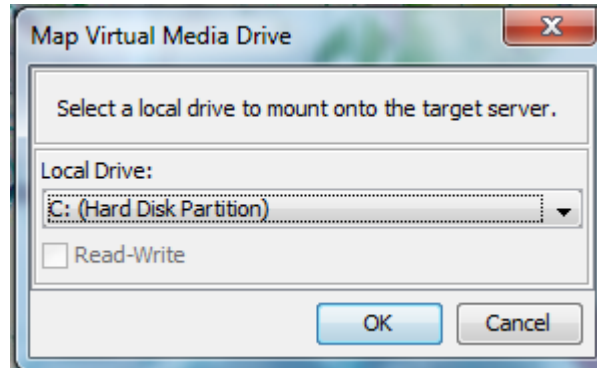 Map Virtual Media Drive
Select a local drive to mount onto the target server.
Local Drive:
C: (Hard Disk Partition)
Read-Write
OK
Cancel